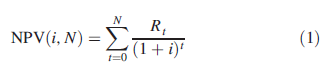 NPV(i, N) = \sum_{t=0}^{N} \frac{R_t}{(1 + i)^t} (1)